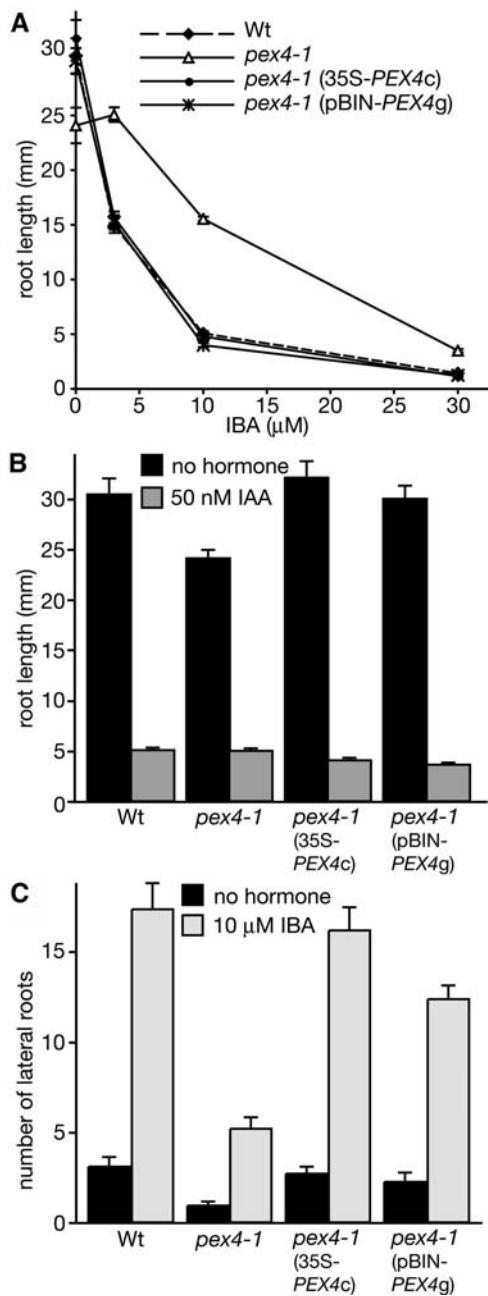 A
Wt
pex4-1
pex4-1 (35S-PEX4c)
pex4-1 (pBIN-PEX4g)
root length (mm)
30
25
20
15
10
5
0
0 5 10 15 20 25 30
IBA (μM)
B
no hormone
50 nM IAA
root length (mm)
30
25
20
15
10
5
0
Wt pex4-1 pex4-1 pex4-1
(35S- (pBIN-
PEX4c) PEX4g)
C
no hormone
10 μM IBA
number of lateral roots
15
10
5
0
Wt pex4-1 pex4-1 pex4-1
(35S- (pBIN-
PEX4c) PEX4g)